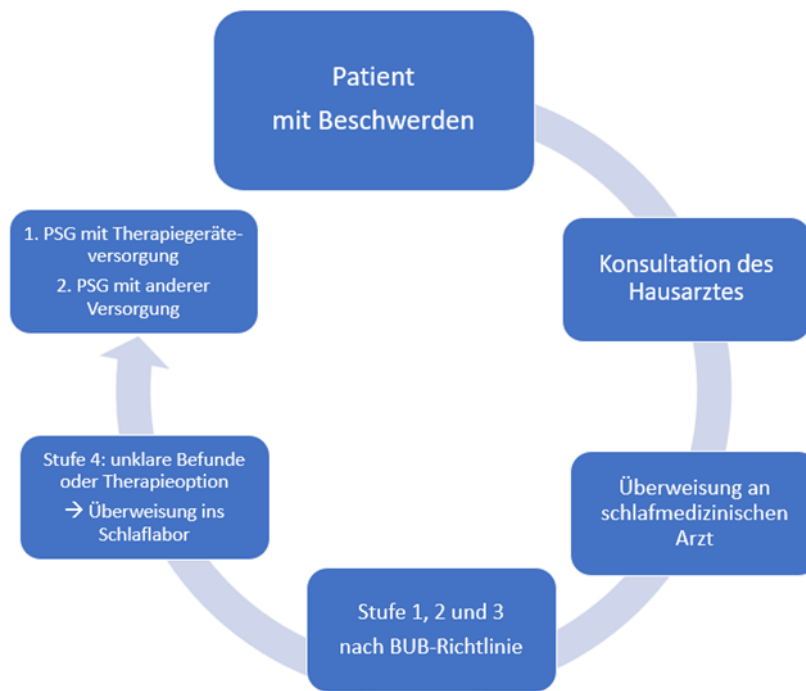 Patient
mit Beschwerden
Konsultation des
Hausarztes
Überweisung an
schlafmedizinischen
Arzt
Stufe 1, 2 und 3
nach BUB-Richtlinie
Stufe 4: unklare Befunde
oder Therapieoption
→ Überweisung ins
Schlaflabor
1. PSG mit Therapiegeräte-
versorgung
2. PSG mit anderer
Versorgung